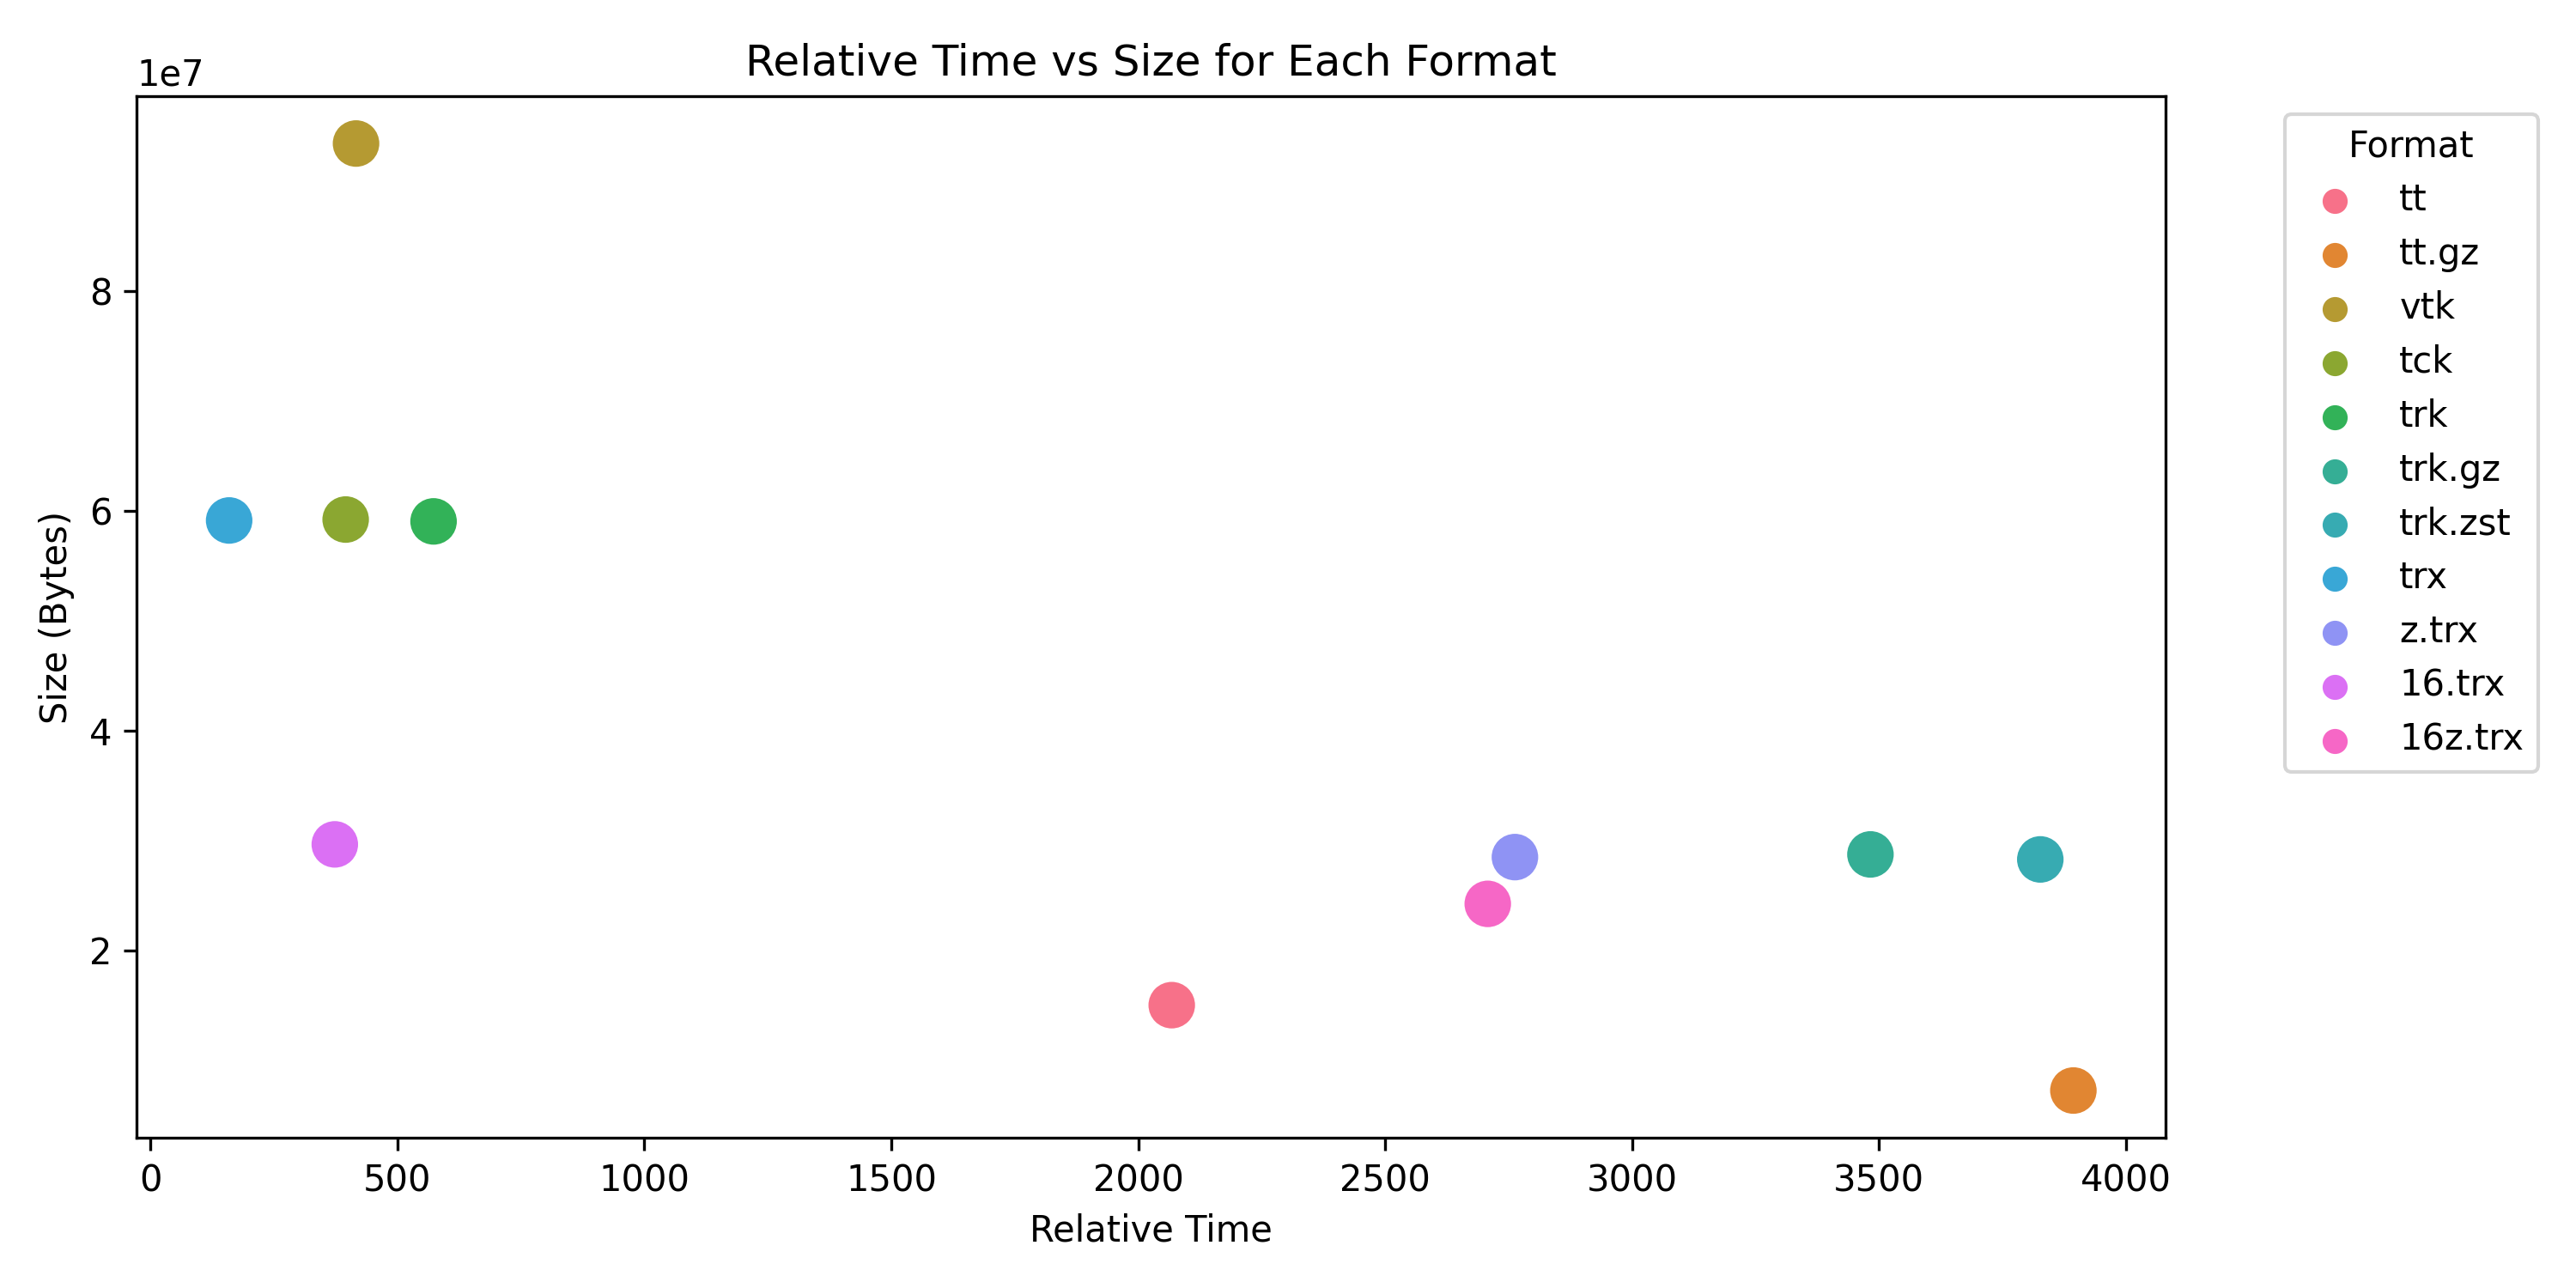 Relative Time vs Size for Each Format
1e7
8
6
4
2
Size (Bytes)
0 500 1000 1500 2000 2500 3000 3500 4000
Relative Time
Format
tt
tt.gz
vtk
tck
trk
trk.gz
trk.zst
trx
z.trx
16.trx
16z.trx